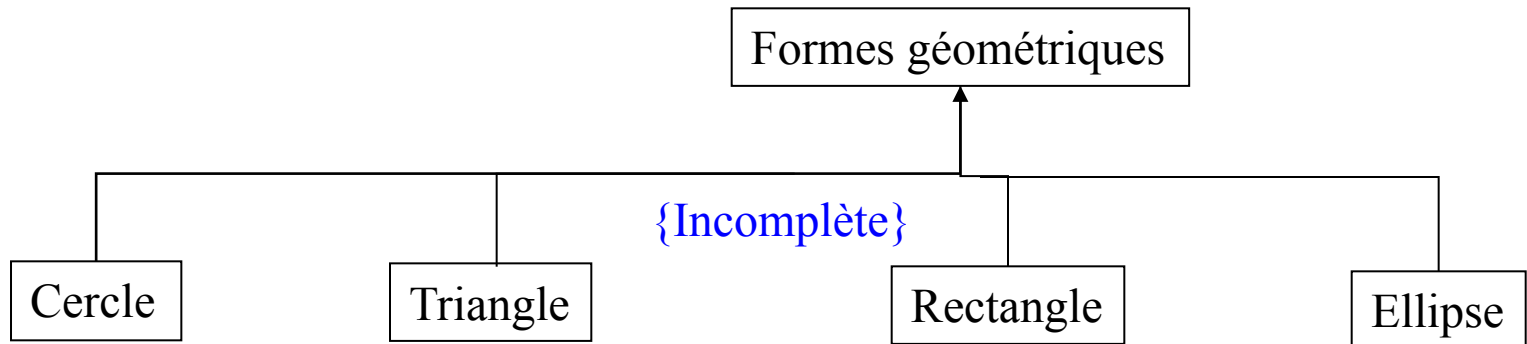 Formes géométriques
{Incomplète}
Cercle
Triangle
Rectangle
Ellipse